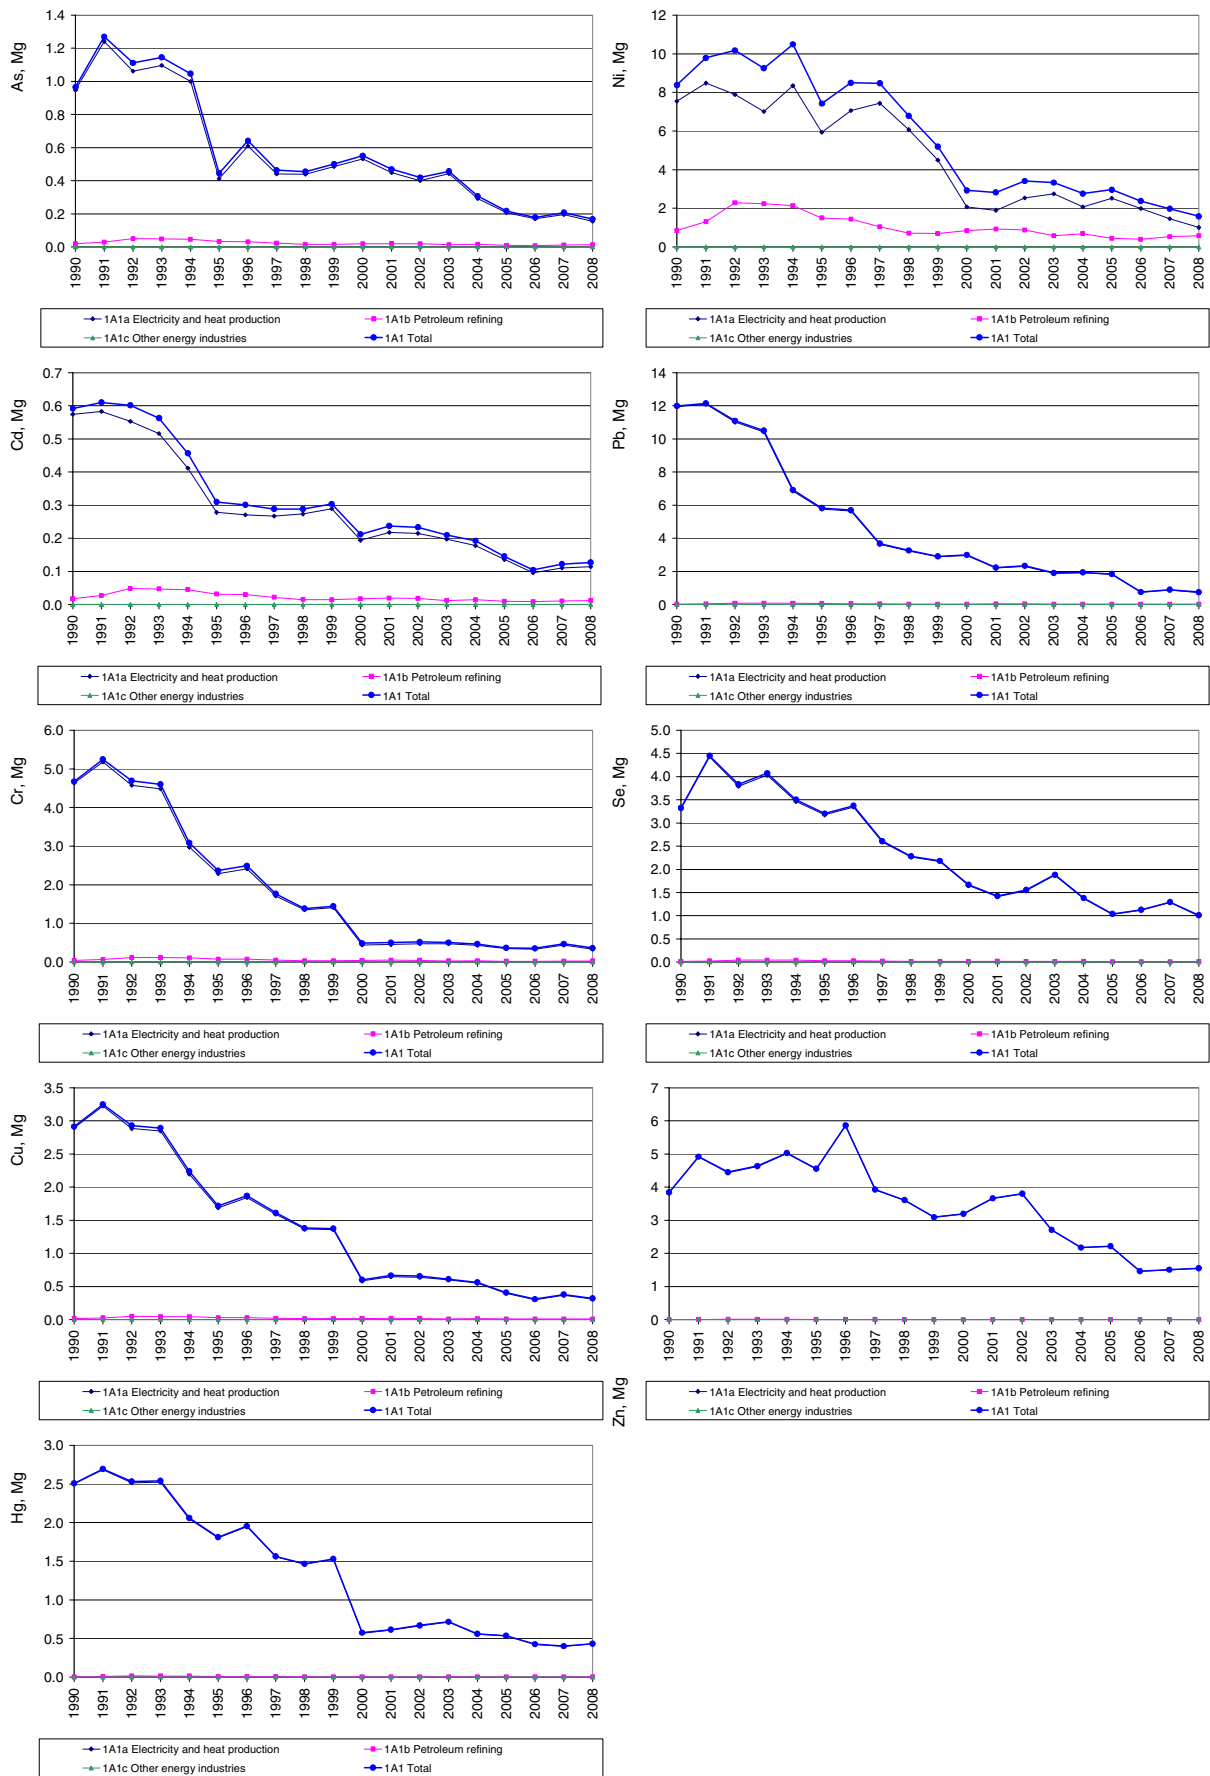 As, Mg
1.4
1.2
1.0
0.8
0.6
0.4
0.2
0.0
1990 1991 1992 1993 1994 1995 1996 1997 1998 1999 2000 2001 2002 2003 2004 2005 2006 2007 2008
1A1a Electricity and heat production 1A1b Petroleum refining
1A1c Other energy industries 1A1 Total
Ni, Mg
12
10
8
6
4
2
0
1990 1991 1992 1993 1994 1995 1996 1997 1998 1999 2000 2001 2002 2003 2004 2005 2006 2007 2008
1A1a Electricity and heat production 1A1b Petroleum refining
1A1c Other energy industries 1A1 Total
Cd, Mg
0.7
0.6
0.5
0.4
0.3
0.2
0.1
0.0
1990 1991 1992 1993 1994 1995 1996 1997 1998 1999 2000 2001 2002 2003 2004 2005 2006 2007 2008
1A1a Electricity and heat production 1A1b Petroleum refining
1A1c Other energy industries 1A1 Total
Pb, Mg
14
12
10
8
6
4
2
0
1990 1991 1992 1993 1994 1995 1996 1997 1998 1999 2000 2001 2002 2003 2004 2005 2006 2007 2008
1A1a Electricity and heat production 1A1b Petroleum refining
1A1c Other energy industries 1A1 Total
Cr, Mg
6.0
5.0
4.0
3.0
2.0
1.0
0.0
1990 1991 1992 1993 1994 1995 1996 1997 1998 1999 2000 2001 2002 2003 2004 2005 2006 2007 2008
1A1a Electricity and heat production 1A1b Petroleum refining
1A1c Other energy industries 1A1 Total
Se, Mg
5.0
4.5
4.0
3.5
3.0
2.5
2.0
1.5
1.0
0.5
0.0
1990 1991 1992 1993 1994 1995 1996 1997 1998 1999 2000 2001 2002 2003 2004 2005 2006 2007 2008
1A1a Electricity and heat production 1A1b Petroleum refining
1A1c Other energy industries 1A1 Total
Cu, Mg
3.5
3.0
2.5
2.0
1.5
1.0
0.5
0.0
1990 1991 1992 1993 1994 1995 1996 1997 1998 1999 2000 2001 2002 2003 2004 2005 2006 2007 2008
1A1a Electricity and heat production 1A1b Petroleum refining
1A1c Other energy industries 1A1 Total
Zn, Mg
7
6
5
4
3
2
1
0
1990 1991 1992 1993 1994 1995 1996 1997 1998 1999 2000 2001 2002 2003 2004 2005 2006 2007 2008
1A1a Electricity and heat production 1A1b Petroleum refining
1A1c Other energy industries 1A1 Total
Hg, Mg
3.0
2.5
2.0
1.5
1.0
0.5
0.0
1990 1991 1992 1993 1994 1995 1996 1997 1998 1999 2000 2001 2002 2003 2004 2005 2006 2007 2008
1A1a Electricity and heat production 1A1b Petroleum refining
1A1c Other energy industries 1A1 Total